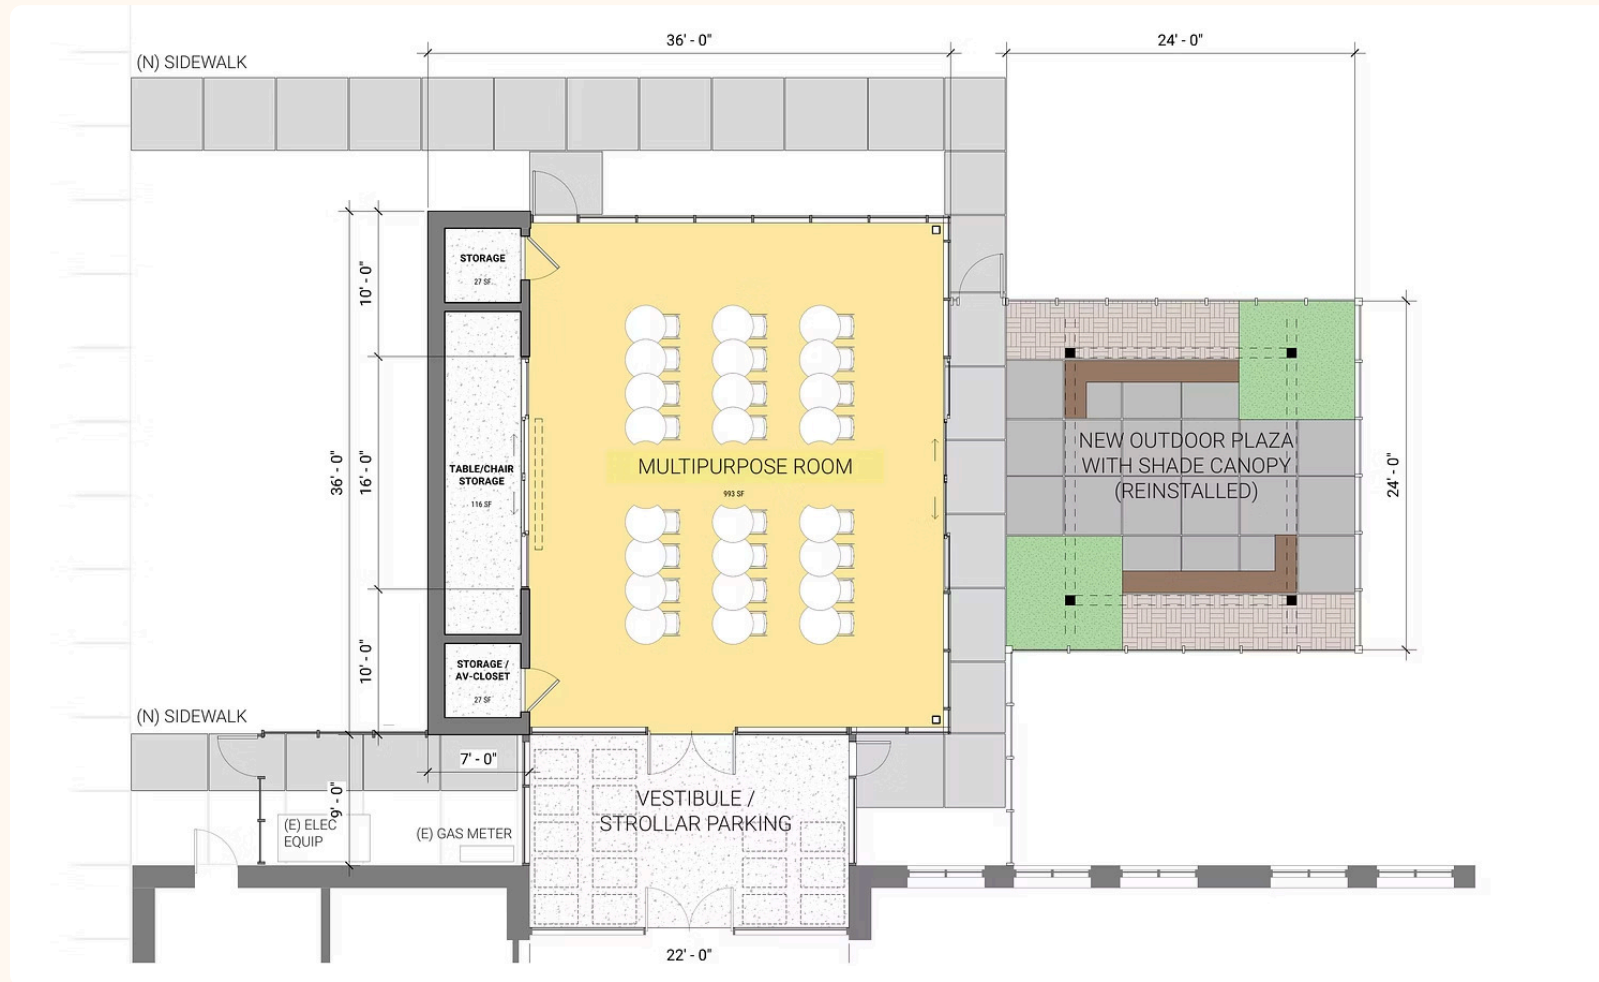 36' - 0"
24' - 0"
(N) SIDEWALK
10' - 0"
STORAGE
27 SF
36' - 0"
16' - 0"
TABLE/CHAIR
STORAGE
116 SF
MULTIPURPOSE ROOM
993 SF
NEW OUTDOOR PLAZA
WITH SHADE CANOPY
(REINSTALLED)
24' - 0"
10' - 0"
STORAGE /
AV-CLOSET
27 SF
(N) SIDEWALK
7' - 0"
9' - 0"
(E) ELEC
EQUIP
(E) GAS METER
VESTIBULE /
STROLLAR PARKING
22' - 0"